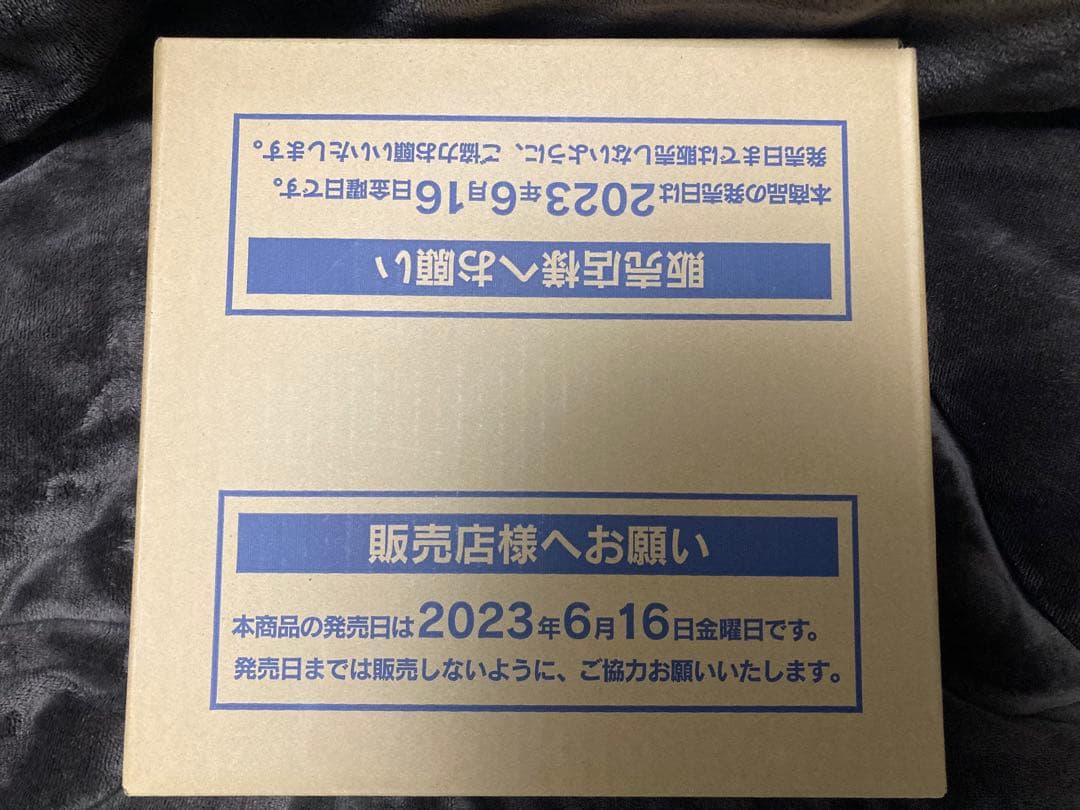 発売日までは販売しないように、ご協力お願いいたします。
本商品の発売日は2023年6月16日金曜日です。
販売店様へお願い
販売店様へお願い
本商品の発売日は2023年6月16日金曜日です。
発売日までは販売しないように、ご協力お願いいたします。